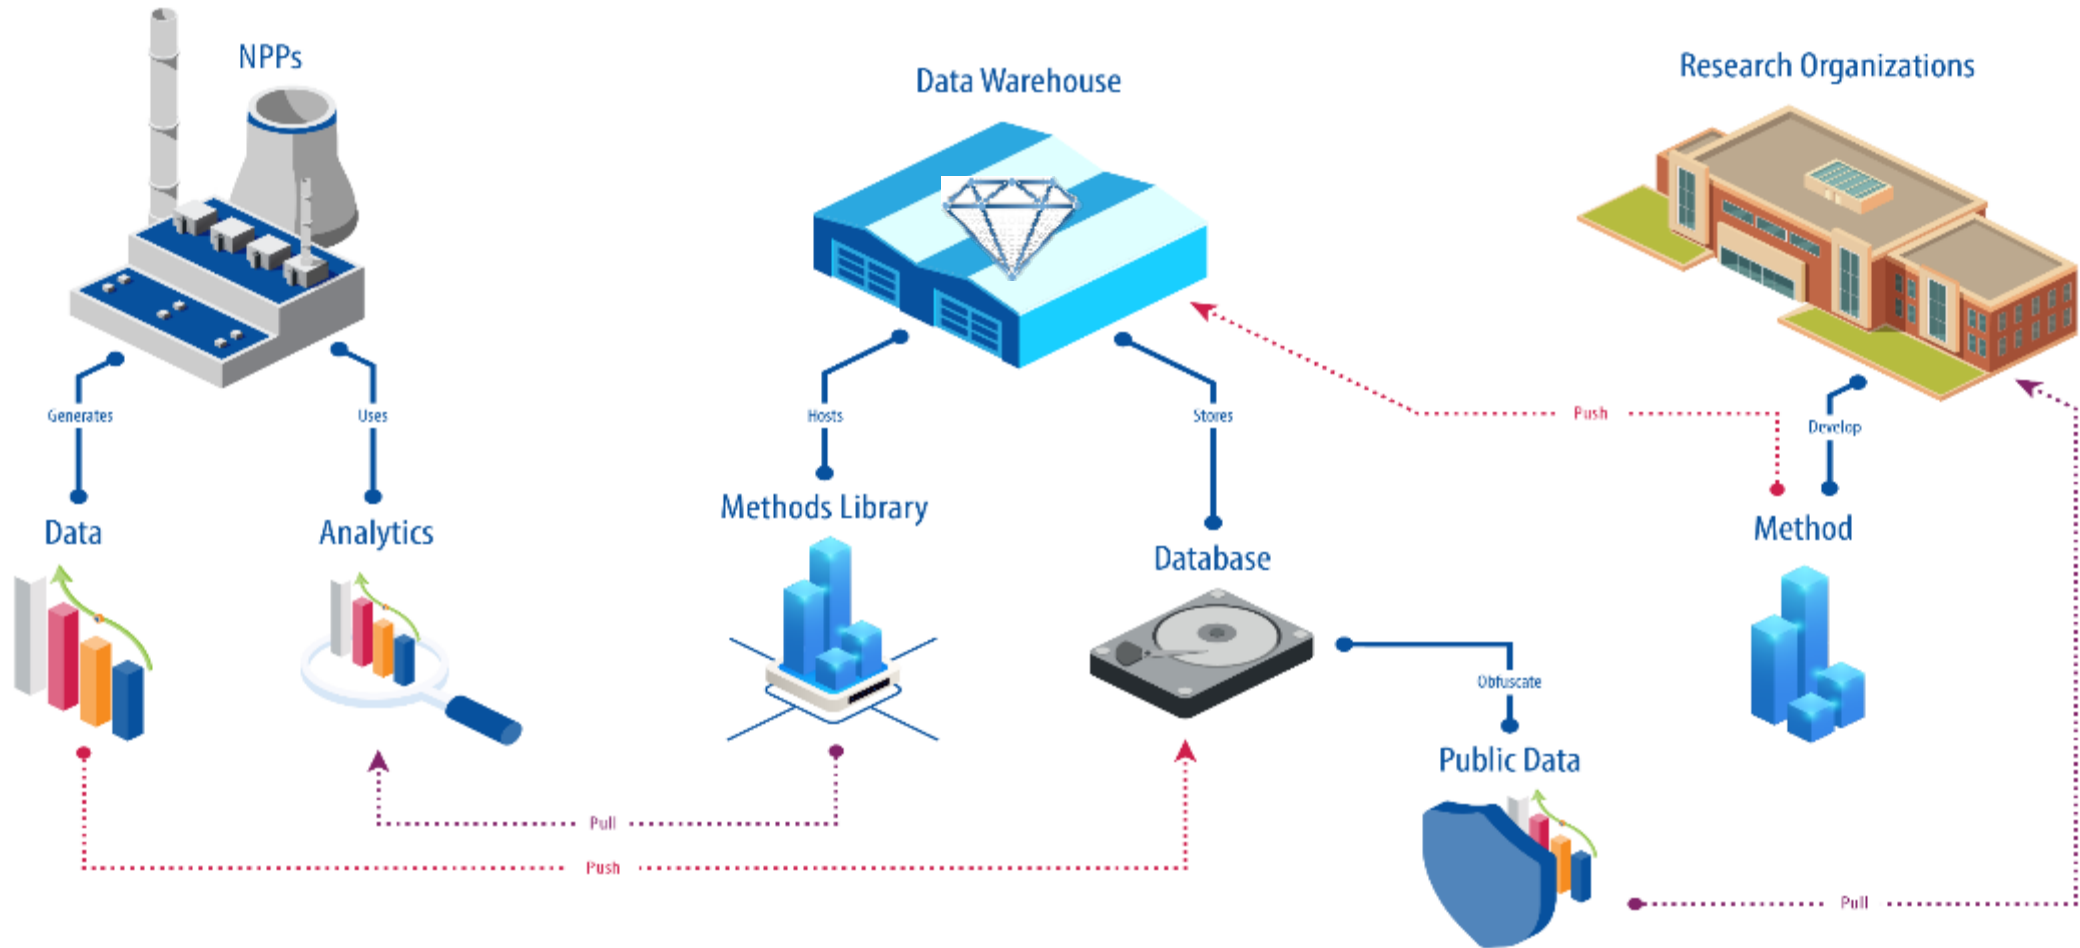 NPPs
Data Warehouse
Research Organizations
Generates
Uses
Hosts
Stores
Push
Develop
Data
Analytics
Methods Library
Database
Method
Obfuscate
Public Data
Pull
Push
Pull